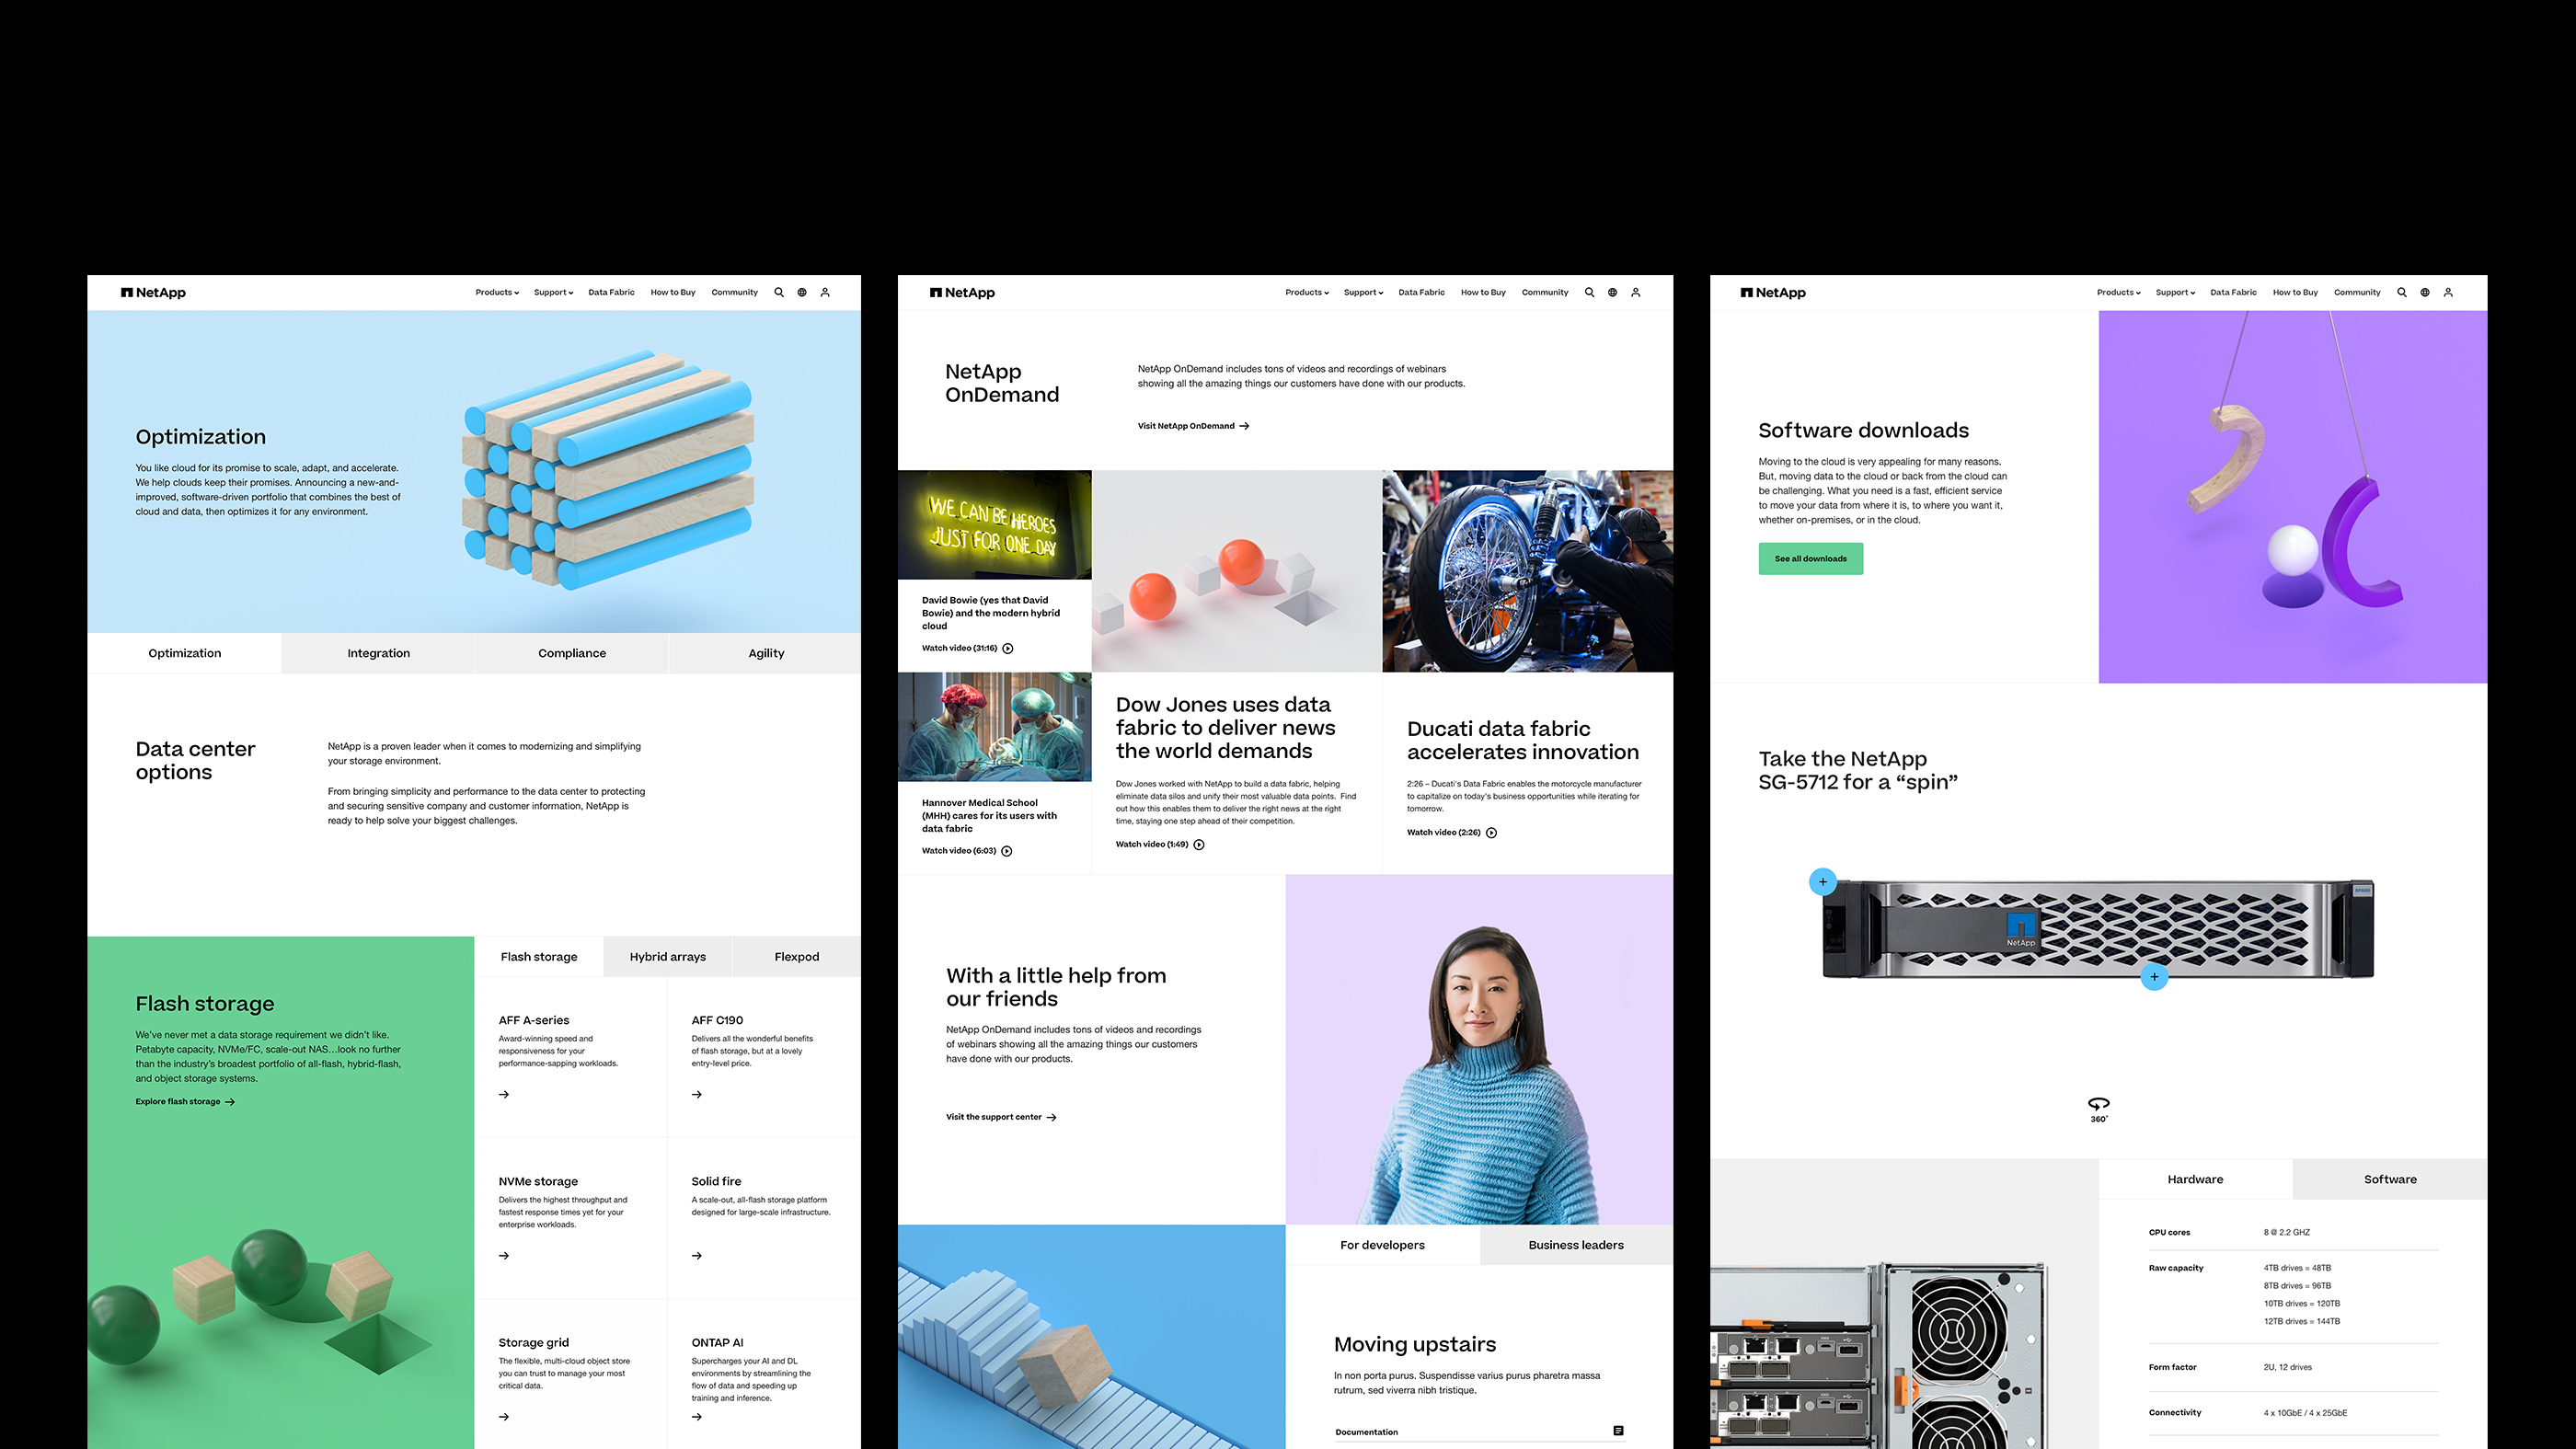 NetApp
Products
Support
Data Fabric
How to Buy
Community
Optimization
You like cloud for its promise to scale, adapt, and accelerate.
We help clouds keep their promises. Announcing a new-and-
improved, software-driven portfolio that combines the best of
cloud and data, then optimizes it for any environment.
Optimization
Integration
Compliance
Agility
Data center
options
NetApp is a proven leader when it comes to modernizing and simplifying
your storage environment.
From bringing simplicity and performance to the data center to protecting
and securing sensitive company and customer information, NetApp is
ready to help solve your biggest challenges.
Flash storage
We've never met a data storage requirement we didn't like.
Petabyte capacity, NVMe/FC, scale-out NAS...look no further
than the industry's broadest portfolio of all-flash, hybrid-flash,
and object storage systems.
Explore flash storage
Flash storage
Hybrid arrays
Flexpod
AFF A-series
Award-winning speed and
responsiveness for your
performance-sapping workloads.
AFF C190
Delivers all the wonderful benefits
of flash storage, but at a lovely
entry-level price.
NVMe storage
Delivers the highest throughput and
fastest response times yet for your
enterprise workloads.
Solid fire
A scale-out, all-flash storage platform
designed for large-scale infrastructure.
Storage grid
The flexible, multi-cloud object store
you can trust to manage your most
critical data.
ONTAP AI
Supercharges your AI and DL
environments by streamlining the
flow of data and speeding up
training and inference.
NetApp
Products
Support
Data Fabric
How to Buy
Community
NetApp
OnDemand
NetApp OnDemand includes tons of videos and recordings of webinars
showing all the amazing things our customers have done with our products.
Visit NetApp OnDemand
WE CAN BE HEROES
JUST FOR ONE DAY
David Bowie (yes that David
Bowie) and the modern hybrid
cloud
Watch video (31:16)
Hannover Medical School
(MHH) cares for its users with
data fabric
Watch video (6:03)
Dow Jones uses data
fabric to deliver news
the world demands
Dow Jones worked with NetApp to build a data fabric, helping
eliminate data silos and unify their most valuable data points. Find
out how this enables them to deliver the right news at the right
time, staying one step ahead of their competition.
Watch video (1:49)
Ducati data fabric
accelerates innovation
2:26 – Ducati's Data Fabric enables the motorcycle manufacturer
to capitalize on today's business opportunities while iterating for
tomorrow.
Watch video (2:26)
With a little help from
our friends
NetApp OnDemand includes tons of videos and recordings
of webinars showing all the amazing things our customers
have done with our products.
Visit the support center
For developers
Business leaders
Moving upstairs
In non porta purus. Suspendisse varius purus pharetra massa
rutrum, sed viverra nibh tristique.
Documentation
NetApp
Products
Support
Data Fabric
How to Buy
Community
Software downloads
Moving to the cloud is very appealing for many reasons.
But, moving data to the cloud or back from the cloud can
be challenging. What you need is a fast, efficient service
to move your data from where it is, to where you want it,
whether on-premises, or in the cloud.
See all downloads
Take the NetApp
SG-5712 for a “spin”
NetApp
360°
Hardware
Software
CPU cores
8 @ 2.2 GHZ
Raw capacity
4TB drives = 48TB
8TB drives = 96TB
10TB drives = 120TB
12TB drives = 144TB
Form factor
2U, 12 drives
Connectivity
4 x 10GbE / 4 x 25GbE